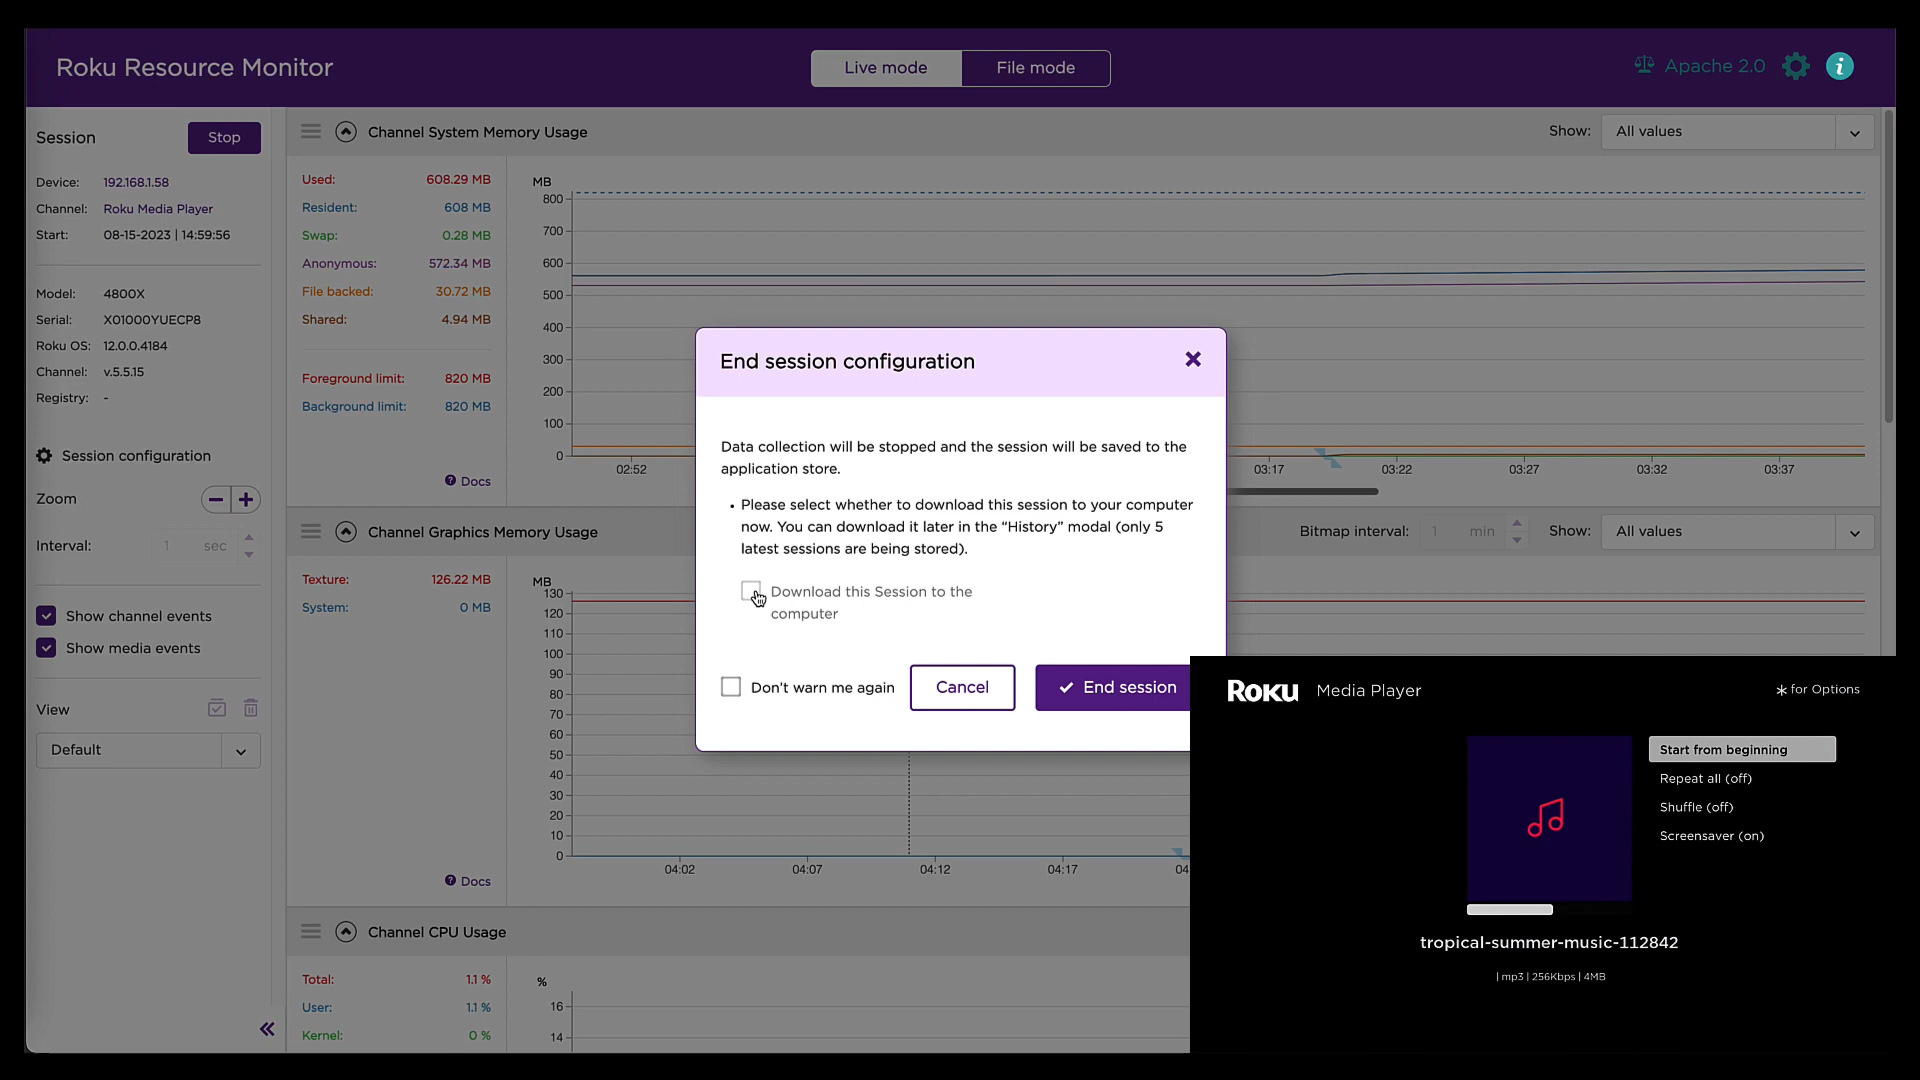 Roku Resource Monitor
Live mode
File mode
Apache 2.0
i
Session
Stop
Device: 192.168.1.58
Channel: Roku Media Player
Start: 08-15-2023 | 14:59:56
Model: 4800X
Serial: X01000YUECP8
Roku OS: 12.0.0.4184
Channel: v.5.5.15
Registry: -
Session configuration
Zoom
Interval: 1 sec
Show channel events
Show media events
View
Default
Channel System Memory Usage
Show: All values
Used: 608.29 MB
Resident: 608 MB
Swap: 0.28 MB
Anonymous: 572.34 MB
File backed: 30.72 MB
Shared: 4.94 MB
Foreground limit: 820 MB
Background limit: 820 MB
Docs
MB
800
700
600
500
400
300
200
100
0
02:52
03:17
03:22
03:27
03:32
03:37
Channel Graphics Memory Usage
Bitmap interval: 1 min
Show: All values
Texture: 126.22 MB
System: 0 MB
Docs
MB
130
120
110
100
90
80
70
60
50
40
30
20
10
0
04:02
04:07
04:12
04:17
04
Channel CPU Usage
Total: 1.1 %
User: 1.1 %
Kernel: 0 %
%
16
14
End session configuration
Data collection will be stopped and the session will be saved to the
application store.
• Please select whether to download this session to your computer
now. You can download it later in the “History” modal (only 5
latest sessions are being stored).
Download this Session to the
computer
Don't warn me again
Cancel
End session
Roku Media Player
* for Options
Start from beginning
Repeat all (off)
Shuffle (off)
Screensaver (on)
tropical-summer-music-112842
| mp3 | 256Kbps | 4MB